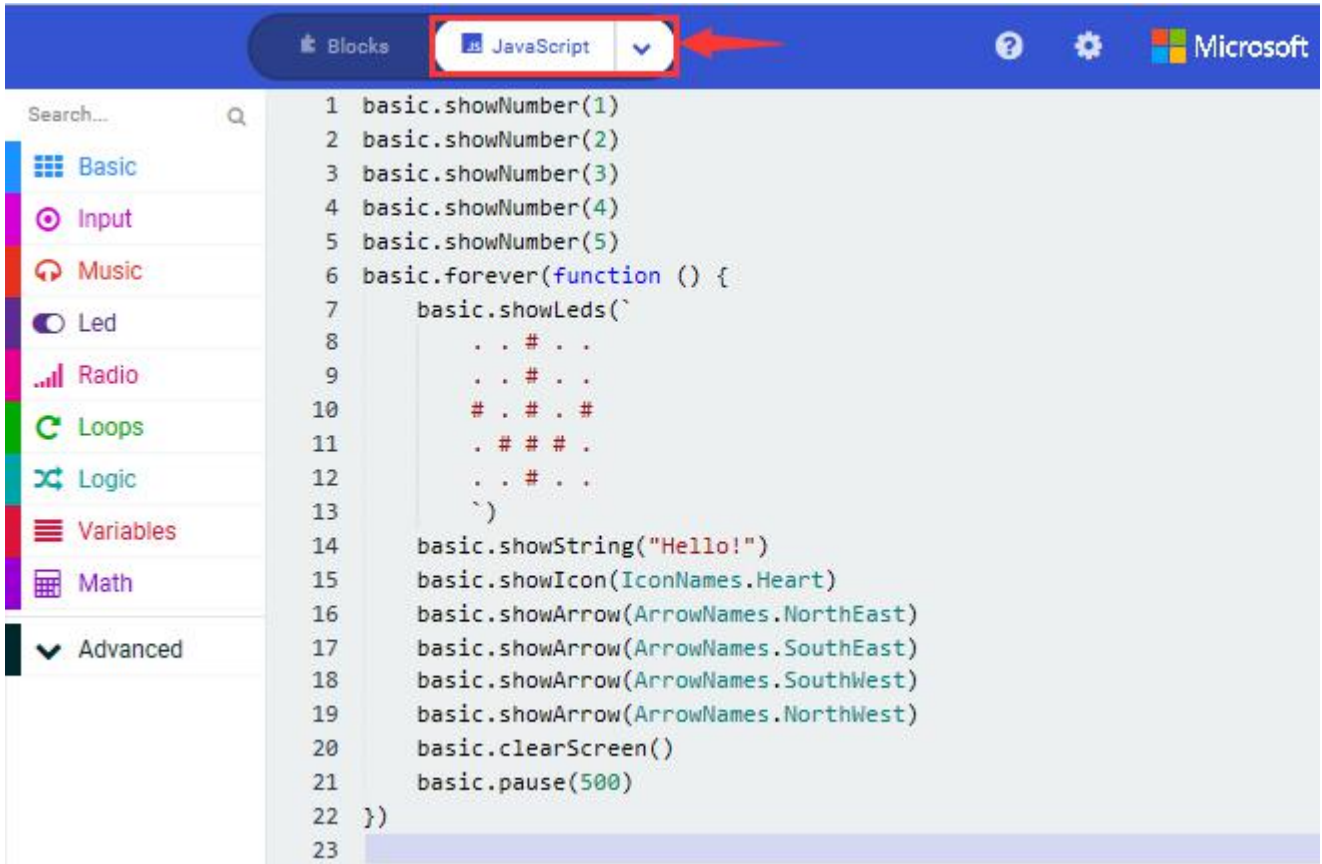 Blocks
JS JavaScript
Microsoft
Search...
Basic
Input
Music
Led
Radio
Loops
Logic
Variables
Math
Advanced
1 basic.showNumber(1)
2 basic.showNumber(2)
3 basic.showNumber(3)
4 basic.showNumber(4)
5 basic.showNumber(5)
6 basic.forever(function () {
7     basic.showLeds(`
8         . . # . .
9         . . # . .
10         # . # . #
11         . # # # .
12         . . # . .
13         `)
14     basic.showString("Hello!")
15     basic.showIcon(IconNames.Heart)
16     basic.showArrow(ArrowNames.NorthEast)
17     basic.showArrow(ArrowNames.SouthEast)
18     basic.showArrow(ArrowNames.SouthWest)
19     basic.showArrow(ArrowNames.NorthWest)
20     basic.clearScreen()
21     basic.pause(500)
22 })
23